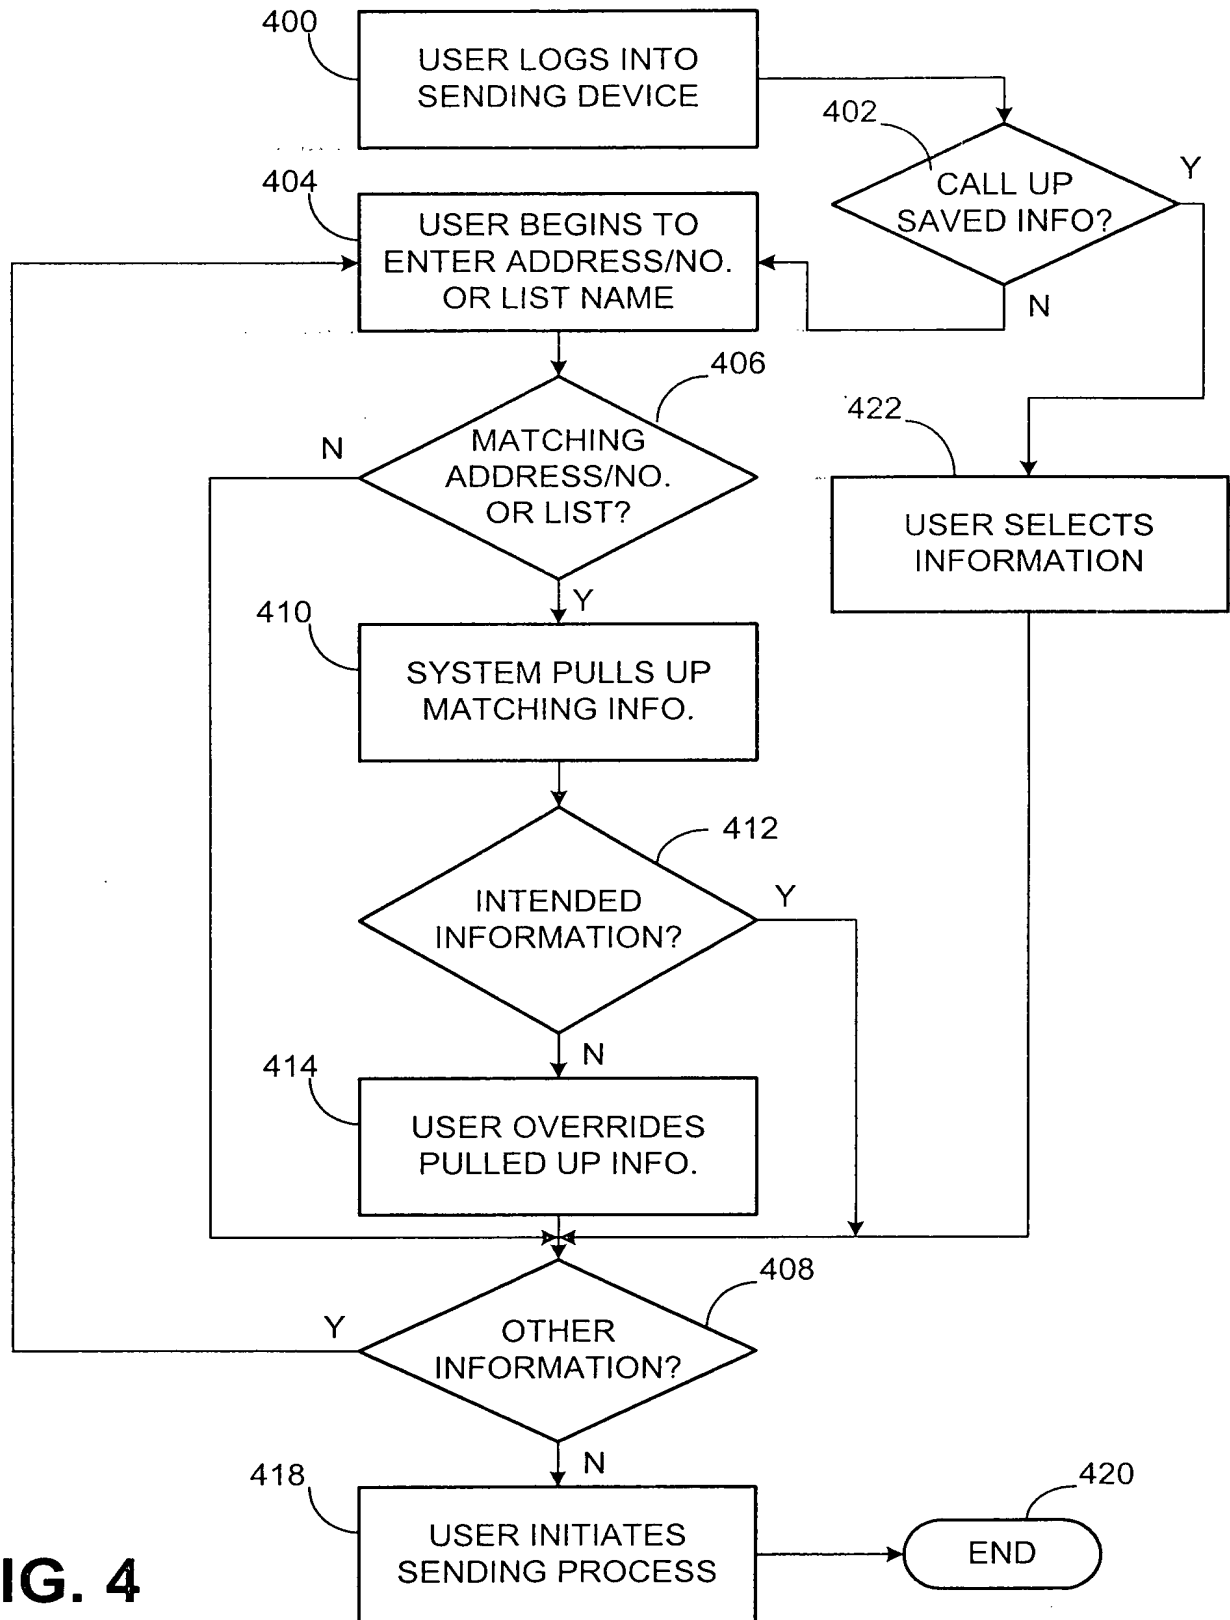 400
USER LOGS INTO
SENDING DEVICE
402
CALL UP
SAVED INFO?
Y
N
404
USER BEGINS TO
ENTER ADDRESS/NO.
OR LIST NAME
406
MATCHING
ADDRESS/NO.
OR LIST?
N
Y
422
USER SELECTS
INFORMATION
410
SYSTEM PULLS UP
MATCHING INFO.
412
INTENDED
INFORMATION?
Y
N
414
USER OVERRIDES
PULLED UP INFO.
408
OTHER
INFORMATION?
Y
N
418
USER INITIATES
SENDING PROCESS
420
END
IG. 4